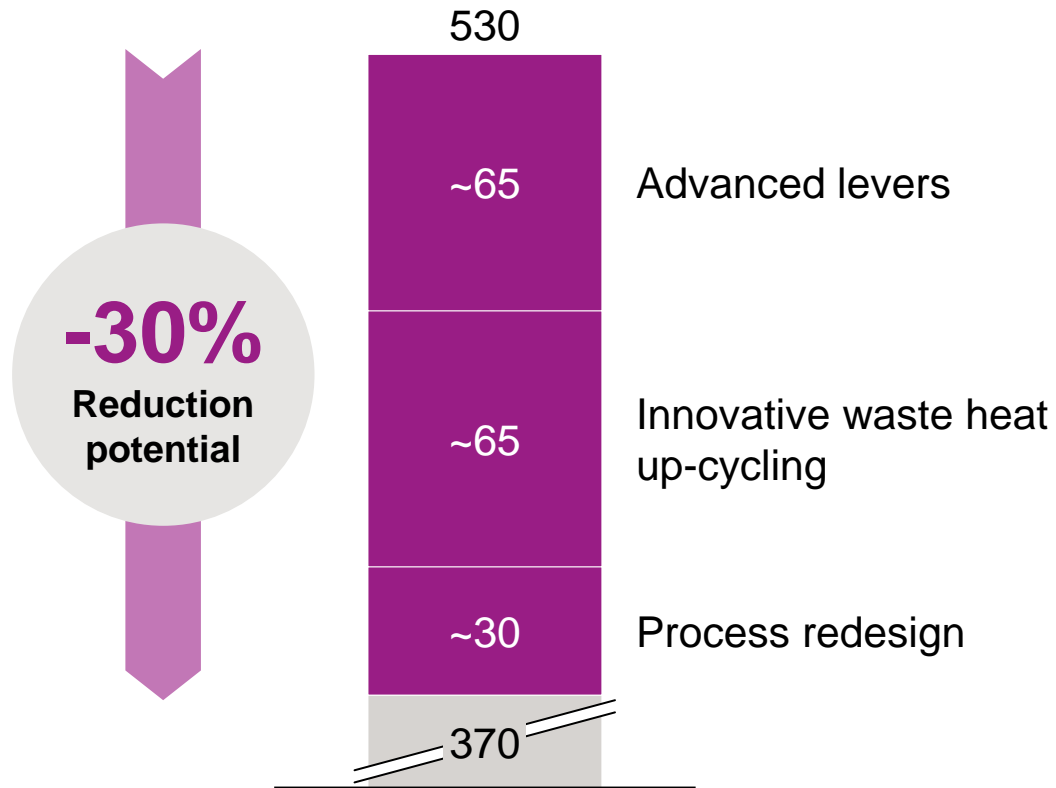 530
~65
Advanced levers
-30%
Reduction
potential
~65
Innovative waste heat
up-cycling
~30
Process redesign
370